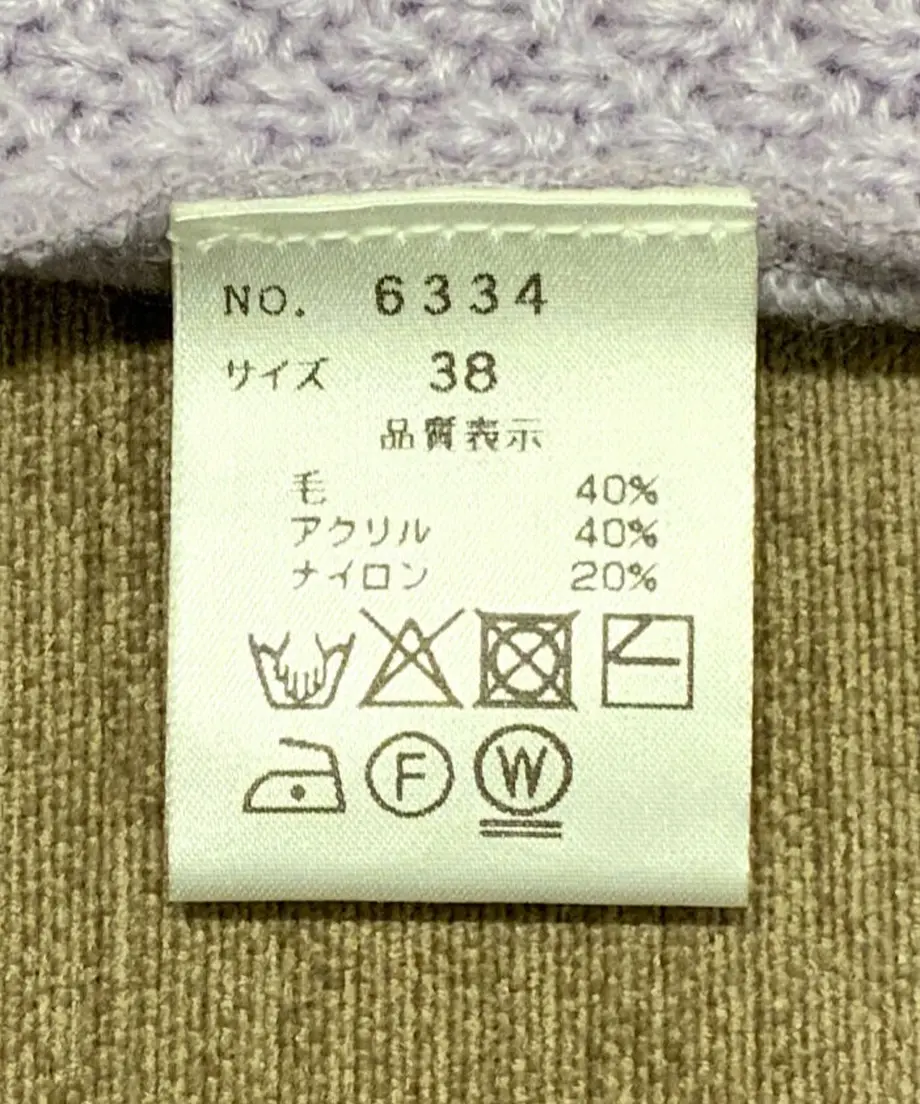 NO. 6334
サイズ 38
品質表示
毛 40%
アクリル 40%
ナイロン 20%
F W